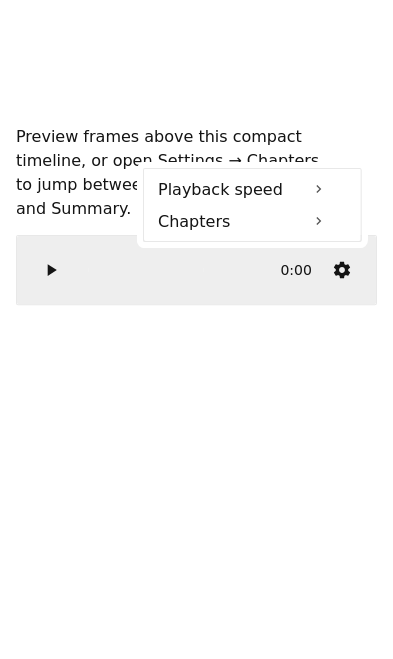 Preview frames above this compact
timeline, or open Settings → Chapters
to jump
and Summary.
Playback speed
Chapters
0:00